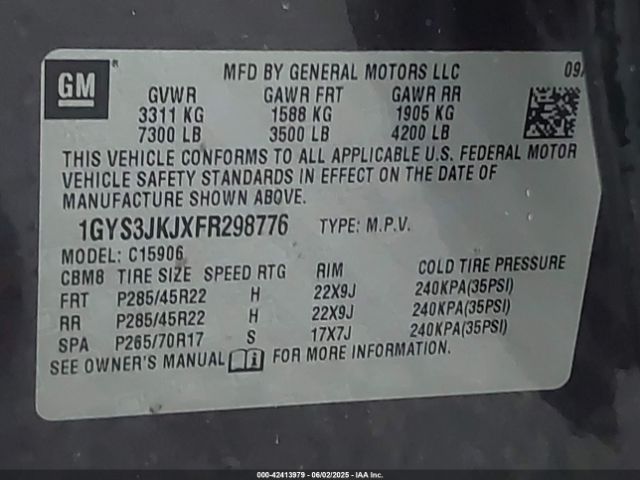 GM
MFD BY GENERAL MOTORS LLC 09/
GVWR GAWR FRT GAWR RR
3311 KG 1588 KG 1905 KG
7300 LB 3500 LB 4200 LB
THIS VEHICLE CONFORMS TO ALL APPLICABLE U.S. FEDERAL MOTOR
VEHICLE SAFETY STANDARDS IN EFFECT ON THE DATE OF
MANUFACTURE SHOWN ABOVE.
1GYS3JKJXFR298776 TYPE: M.P.V.
MODEL: C15906
CBM8 TIRE SIZE SPEED RTG RIM COLD TIRE PRESSURE
FRT P285/45R22 H 22X9J 240KPA(35PSI)
RR P285/45R22 H 22X9J 240KPA(35PSI)
SPA P265/70R17 S 17X7J 240KPA(35PSI)
SEE OWNER'S MANUAL FOR MORE INFORMATION.
000-42413979 - 06/02/2025 - IAA Inc.